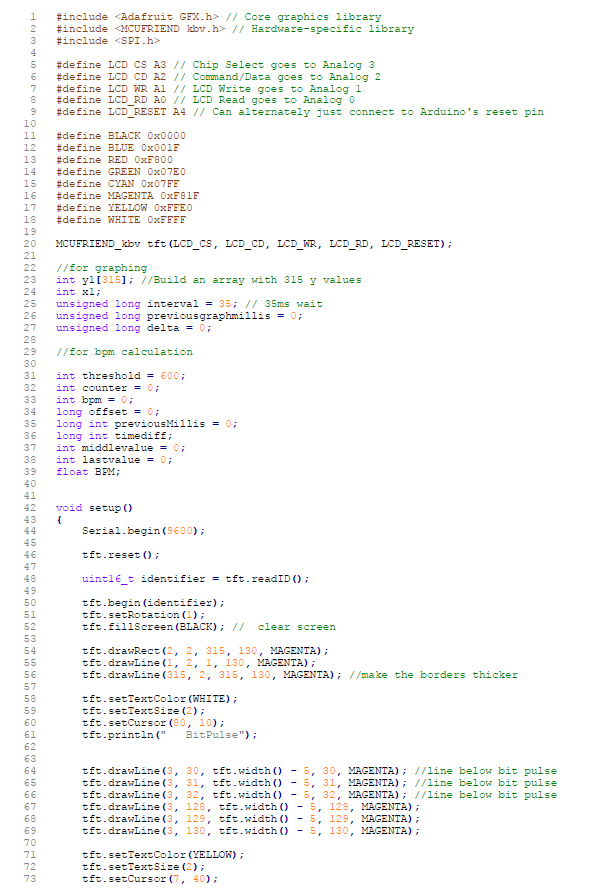 1 #include <Adafruit GFX.h> // Core graphics library
2 #include <MCUFRIEND kbv.h> // Hardware-specific library
3 #include <SPI.h>
4
5 #define LCD CS A3 // Chip Select goes to Analog 3
6 #define LCD CD A2 // Command/Data goes to Analog 2
7 #define LCD WR A1 // LCD Write goes to Analog 1
8 #define LCD_RD A0 // LCD Read goes to Analog 0
9 #define LCD_RESET A4 // Can alternately just connect to Arduino's reset pin
10
11 #define BLACK 0x0000
12 #define BLUE 0x001F
13 #define RED 0xF800
14 #define GREEN 0x07E0
15 #define CYAN 0x07FF
16 #define MAGENTA 0xF81F
17 #define YELLOW 0xFFE0
18 #define WHITE 0xFFFF
19
20 MCUFRIEND_kbv tft(LCD_CS, LCD_CD, LCD_WR, LCD_RD, LCD_RESET);
21
22 //for graphing
23 int y1[315]; //Build an array with 315 y values
24 int x1;
25 unsigned long interval = 35; // 35ms wait
26 unsigned long previousgraphmillis = 0;
27 unsigned long delta = 0;
28
29 //for bpm calculation
30
31 int threshold = 600;
32 int counter = 0;
33 int bpm = 0;
34 long offset = 0;
35 long int previousMillis = 0;
36 long int timediff;
37 int middlevalue = 0;
38 int lastvalue = 0;
39 float BPM;
40
41
42 void setup()
43 {
44 Serial.begin(9600);
45
46 tft.reset();
47
48 uint16_t identifier = tft.readID();
49
50 tft.begin(identifier);
51 tft.setRotation(1);
52 tft.fillScreen(BLACK); // clear screen
53
54 tft.drawRect(2, 2, 315, 130, MAGENTA);
55 tft.drawLine(1, 2, 1, 130, MAGENTA);
56 tft.drawLine(315, 2, 315, 130, MAGENTA); //make the borders thicker
57
58 tft.setTextColor(WHITE);
59 tft.setTextSize(2);
60 tft.setCursor(80, 10);
61 tft.println("   BitPulse");
62
63
64 tft.drawLine(3, 30, tft.width() - 5, 30, MAGENTA); //line below bit pulse
65 tft.drawLine(3, 31, tft.width() - 5, 31, MAGENTA); //line below bit pulse
66 tft.drawLine(3, 32, tft.width() - 5, 32, MAGENTA); //line below bit pulse
67 tft.drawLine(3, 128, tft.width() - 5, 128, MAGENTA);
68 tft.drawLine(3, 129, tft.width() - 5, 129, MAGENTA);
69 tft.drawLine(3, 130, tft.width() - 5, 130, MAGENTA);
70
71 tft.setTextColor(YELLOW);
72 tft.setTextSize(2);
73 tft.setCursor(7, 40);